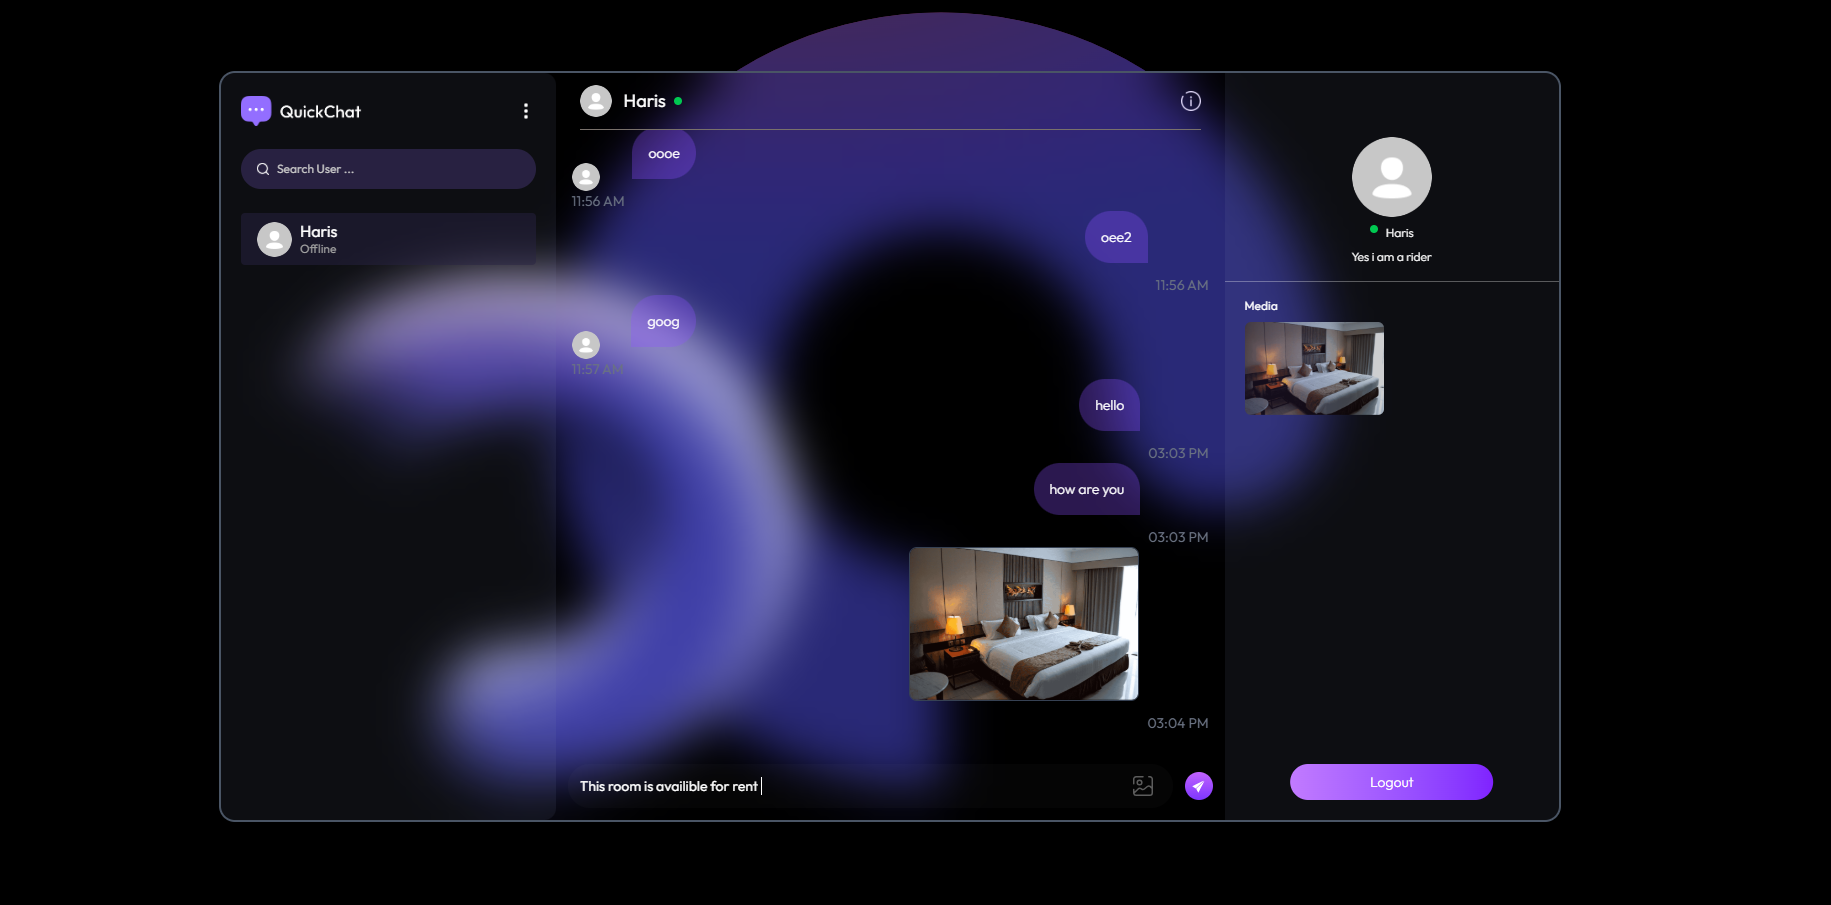 QuickChat
Search User ...
Haris
Offline
Haris
oooe
11:56 AM
oee2
11:56 AM
goog
11:57 AM
hello
03:03 PM
how are you
03:03 PM
03:04 PM
This room is availible for rent
Haris
Yes i am a rider
Media
Logout